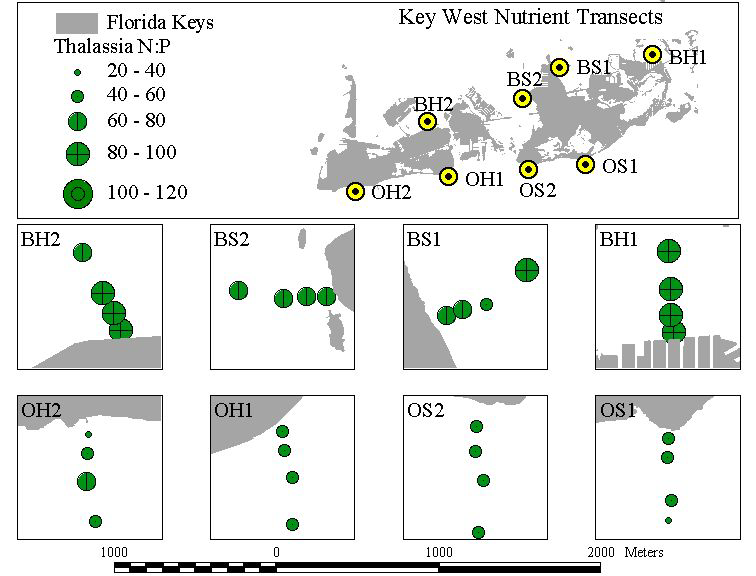 Florida Keys
Key West Nutrient Transects
Thalassia N:P
20 - 40
40 - 60
60 - 80
80 - 100
100 - 120
BH1
BS1
BS2
BH2
OS1
OH1
OS2
OH2
BH2
BS2
BS1
BH1
OH2
OH1
OS2
OS1
1000 0 1000 2000 Meters